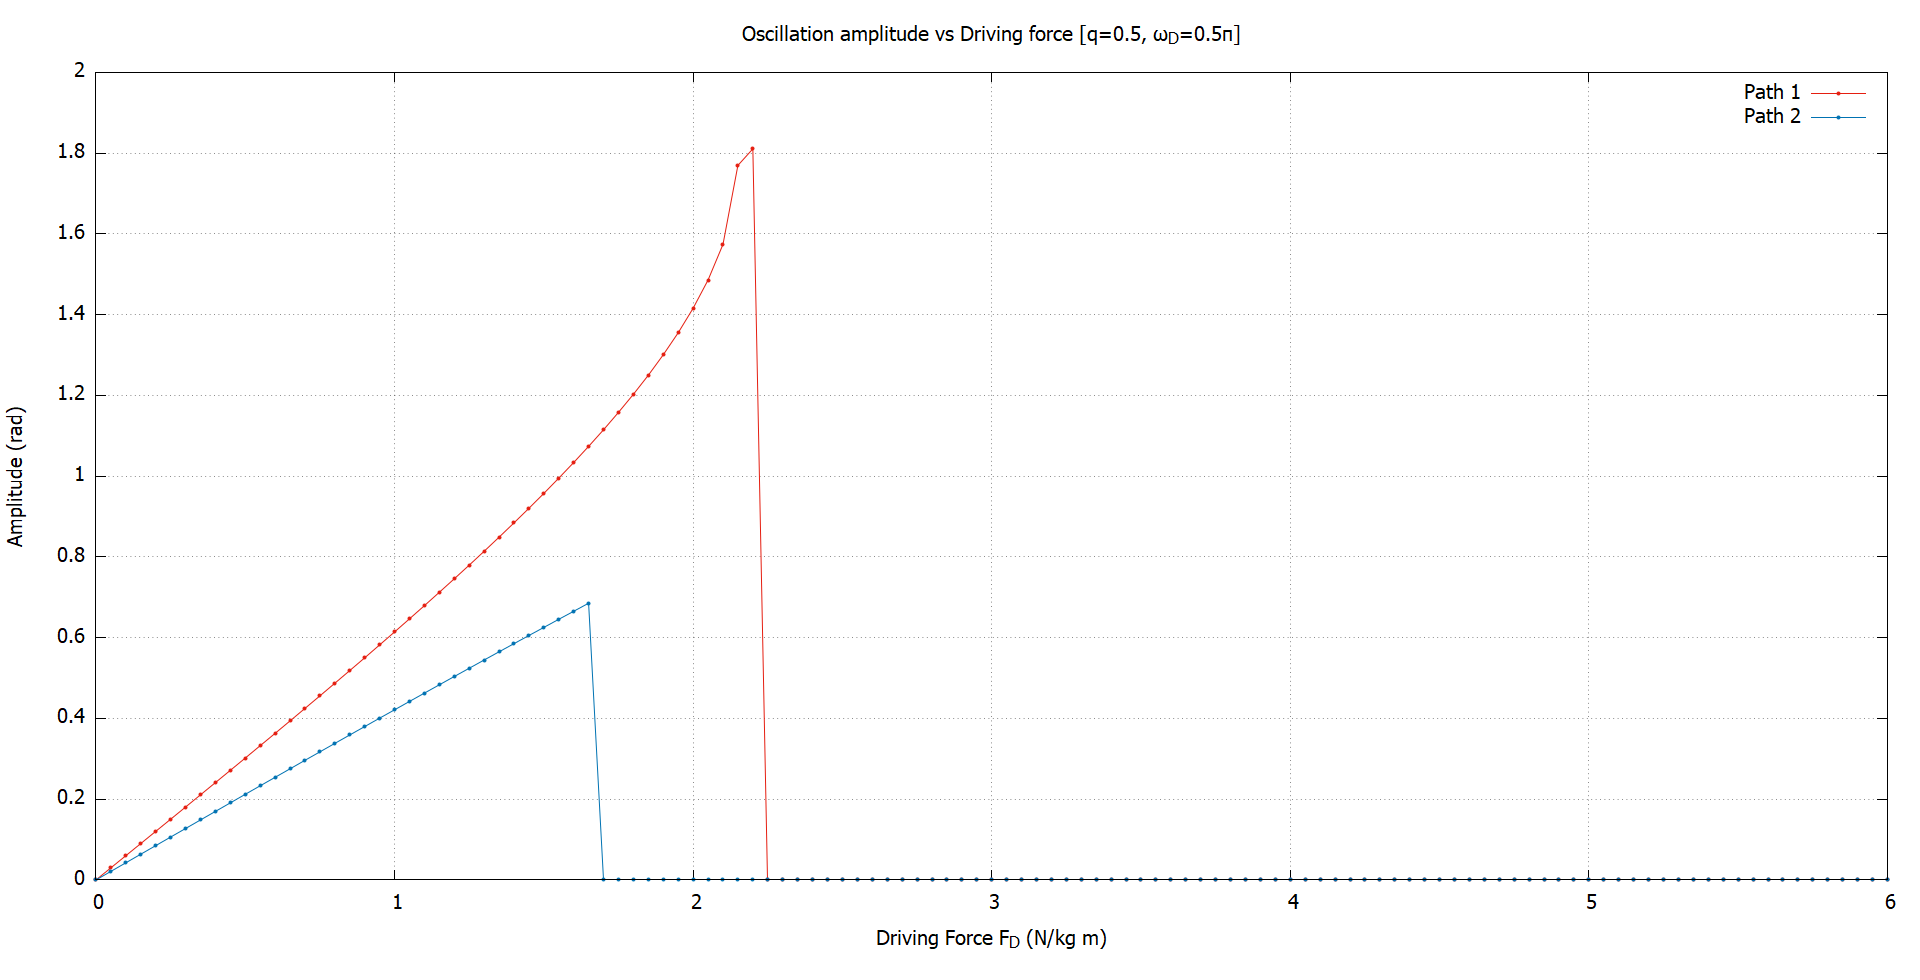 Oscillation amplitude vs Driving force [q=0.5, ωD=0.5π]
2
1.8
1.6
1.4
1.2
1
0.8
0.6
0.4
0.2
0
Amplitude (rad)
Path 1
Path 2
0 1 2 3 4 5 6
Driving Force FD (N/kg m)